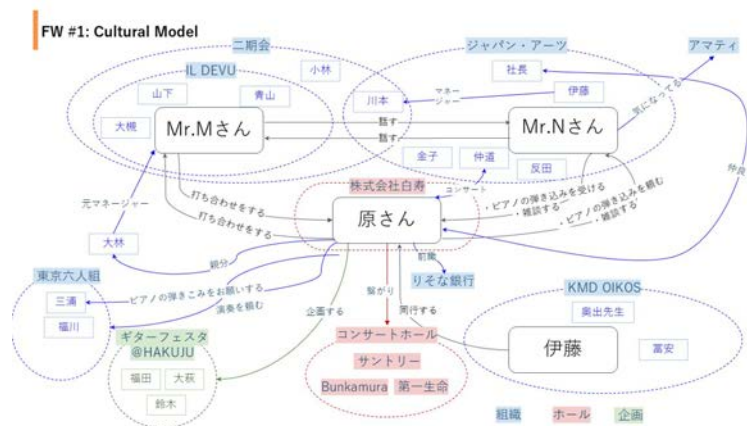 FW #1: Cultural Model
二期会
ジャパン・アーツ
アマティ
IL DEVU
小林
社長
山下
青山
川本
マネージャー
伊藤
気になってる
大槻
Mr.Mさん
話す
話す
Mr.Nさん
金子
仲道
反田
仲良
株式会社白寿
コンサート
打ち合わせをする
打ち合わせをする
原さん
・ピアノの弾き込みを受ける
・雑談する
・ピアノの弾き込みを頼む
・雑談する
元マネージャー
大林
親分
前職
りそな銀行
東京六人組
三浦
ピアノの弾きこみをお願いする
演奏を頼む
福川
企画する
繋がり
同行する
KMD OIKOS
奥出先生
冨安
伊藤
ギターフェスタ
@HAKUJU
福田
大萩
鈴木
コンサートホール
サントリー
Bunkamura
第一生命
組織
ホール
企画